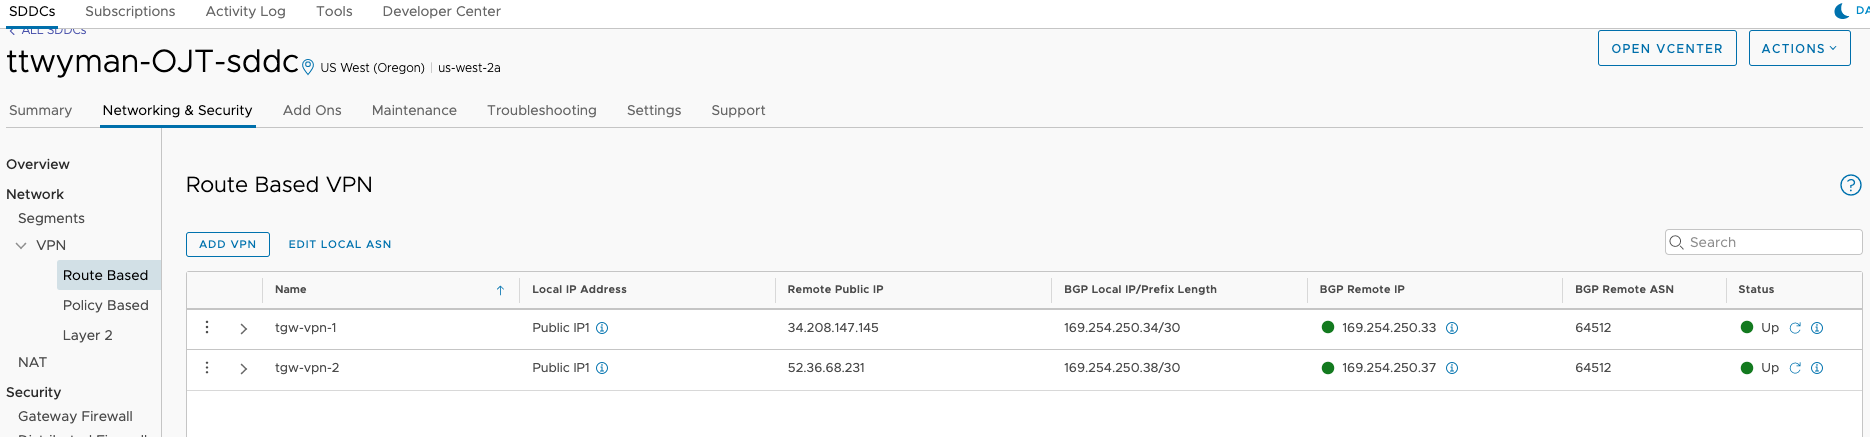 SDDCs Subscriptions Activity Log Tools Developer Center DA
ALL SDDCs
ttwyman-OJT-sddc US West (Oregon) us-west-2a OPEN VCENTER ACTIONS
Summary Networking & Security Add Ons Maintenance Troubleshooting Settings Support
Overview
Network
Segments
VPN
Route Based
Policy Based
Layer 2
NAT
Security
Gateway Firewall
Distributed Firewall
Route Based VPN
ADD VPN EDIT LOCAL ASN Search
Name Local IP Address Remote Public IP BGP Local IP/Prefix Length BGP Remote IP BGP Remote ASN Status
tgw-vpn-1 Public IP1 34.208.147.145 169.254.250.34/30 169.254.250.33 64512 Up
tgw-vpn-2 Public IP1 52.36.68.231 169.254.250.38/30 169.254.250.37 64512 Up